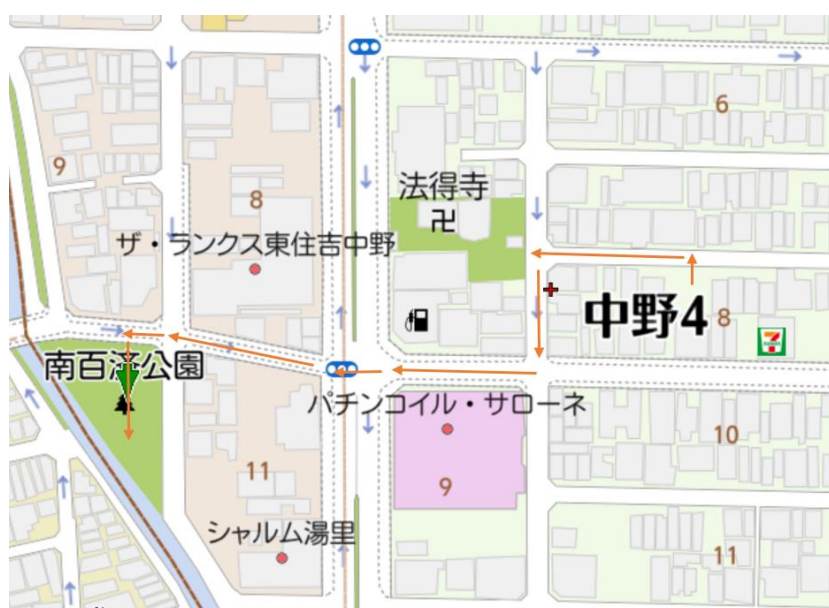 6
9
8
法得寺
卍
ザ・ランクス東住吉中野
中野4
8
7
南百済公園
パチンコイル・サローネ
10
11
9
シャルム湯里
11